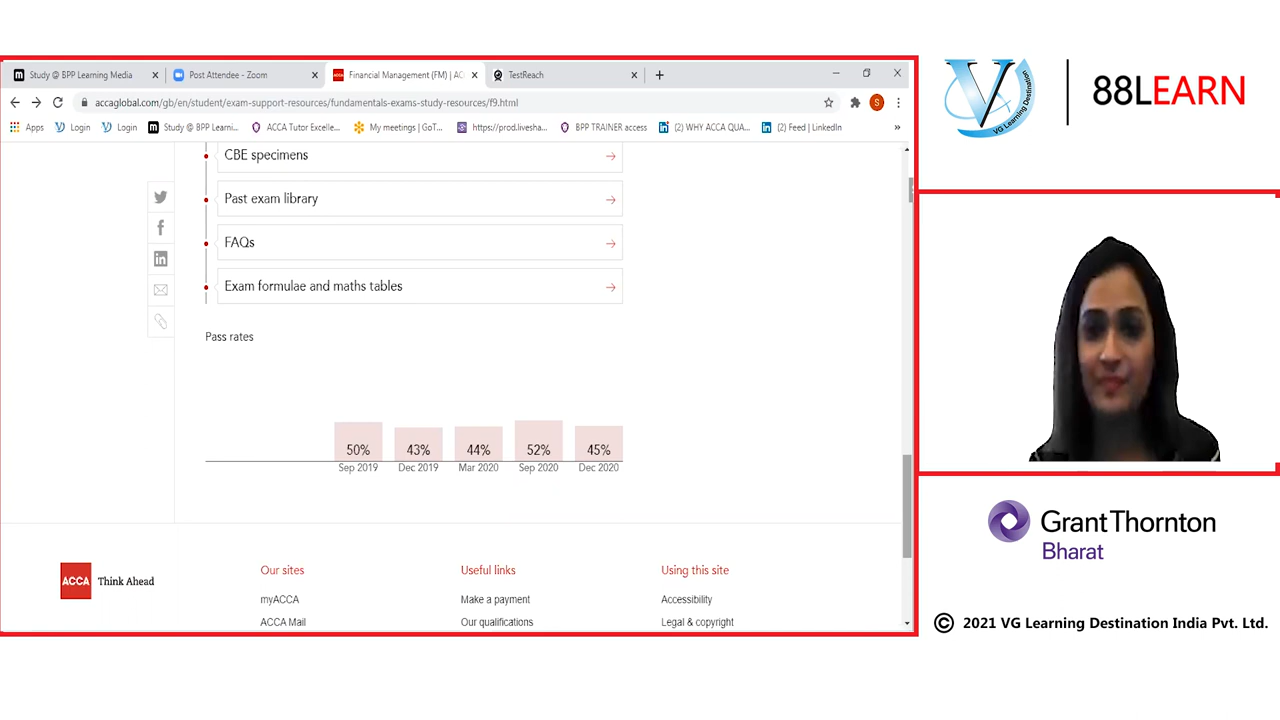 Study @ BPP Learning Media
Post Attendee - Zoom
Financial Management (FM) | AC
TestReach
accaglobal.com/gb/en/student/exam-support-resources/fundamentals-exams-study-resources/f9.html
S
Apps
Login
Login
Study @ BPP Learni...
ACCA Tutor Excelle...
My meetings | GoT...
https://prod.livesha...
BPP TRAINER access
(2) WHY ACCA QUA...
(2) Feed | LinkedIn
»
CBE specimens
Past exam library
FAQs
Exam formulae and maths tables
Pass rates
50% 43% 44% 52% 45%
Sep 2019 Dec 2019 Mar 2020 Sep 2020 Dec 2020
ACCA Think Ahead
Our sites
Useful links
Using this site
myACCA
Make a payment
Accessibility
ACCA Mail
Our qualifications
Legal & copyright
V
VG Learning Destination
88LEARN
Grant Thornton
Bharat
© 2021 VG Learning Destination India Pvt. Ltd.